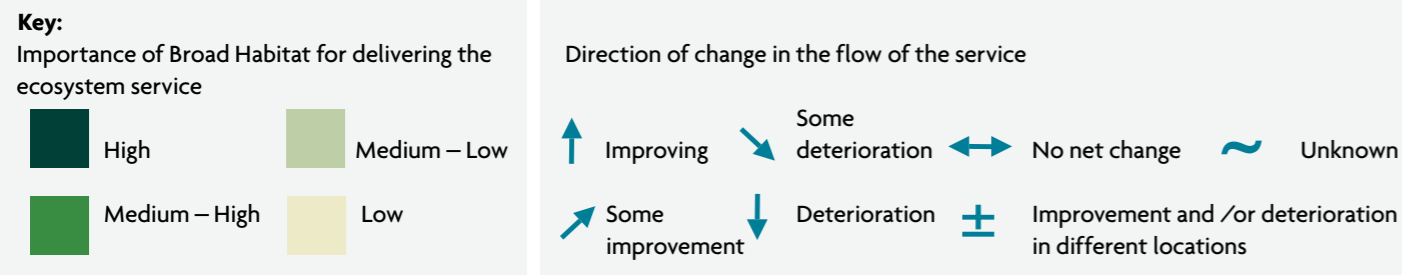 Key:
Importance of Broad Habitat for delivering the
ecosystem service
High
Medium – Low
Medium – High
Low
Direction of change in the flow of the service
Improving
Some
deterioration
No net change
Unknown
Some
improvement
Deterioration
Improvement and /or deterioration
in different locations